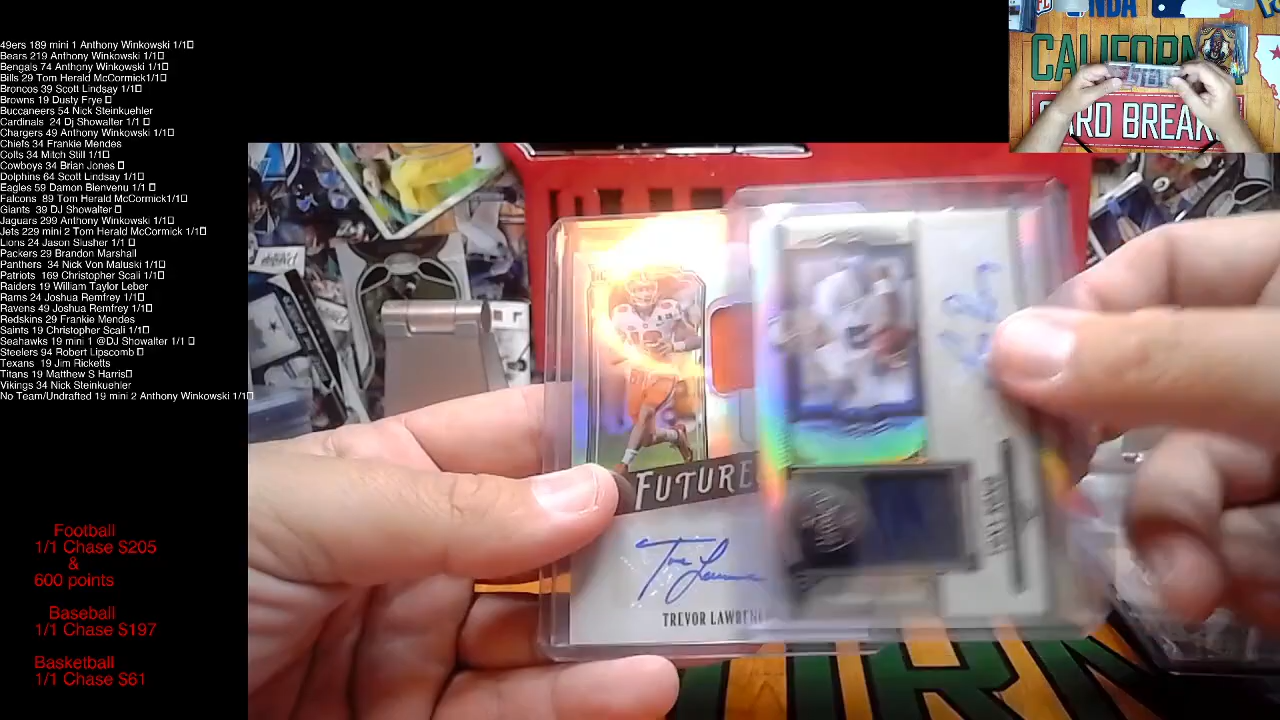 49ers 189 mini 1 Anthony Winkowski 1/1
Bears 219 Anthony Winkowski 1/1
Bengals 74 Anthony Winkowski 1/1
Bills 29 Tom Herald McCormick1/1
Broncos 39 Scott Lindsay 1/1
Browns 19 Dusty Frye
Buccaneers 54 Nick Steinkuehler
Cardinals 24 Dj Showalter 1/1
Chargers 49 Anthony Winkowski 1/1
Chiefs 34 Frankie Mendes
Colts 34 Mitch Still 1/1
Cowboys 34 Brian Jones
Dolphins 64 Scott Lindsay 1/1
Eagles 59 Damon Bienvenu 1/1
Falcons 89 Tom Herald McCormick1/1
Giants 39 DJ Showalter
Jaguars 299 Anthony Winkowski 1/1
Jets 229 mini 2 Tom Herald McCormick 1/1
Lions 24 Jason Slusher 1/1
Packers 29 Brandon Marshall
Panthers 34 Nick Von Maluski 1/1
Patriots 169 Christopher Scali 1/1
Raiders 19 William Taylor Leber
Rams 24 Joshua Remfrey 1/1
Ravens 49 Joshua Remfrey 1/1
Redskins 29 Frankie Mendes
Saints 19 Christopher Scali 1/1
Seahawks 19 mini 1 @DJ Showalter 1/1
Steelers 94 Robert Lipscomb
Texans 19 Jim Ricketts
Titans 19 Matthew S Harris
Vikings 34 Nick Steinkuehler
No Team/Undrafted 19 mini 2 Anthony Winkowski 1/1
Football
1/1 Chase $205
&
600 points
Baseball
1/1 Chase $197
Basketball
1/1 Chase $61
NBA
CALIFORN
CARD BREAK
FUTURE
TREVOR LAWRENC